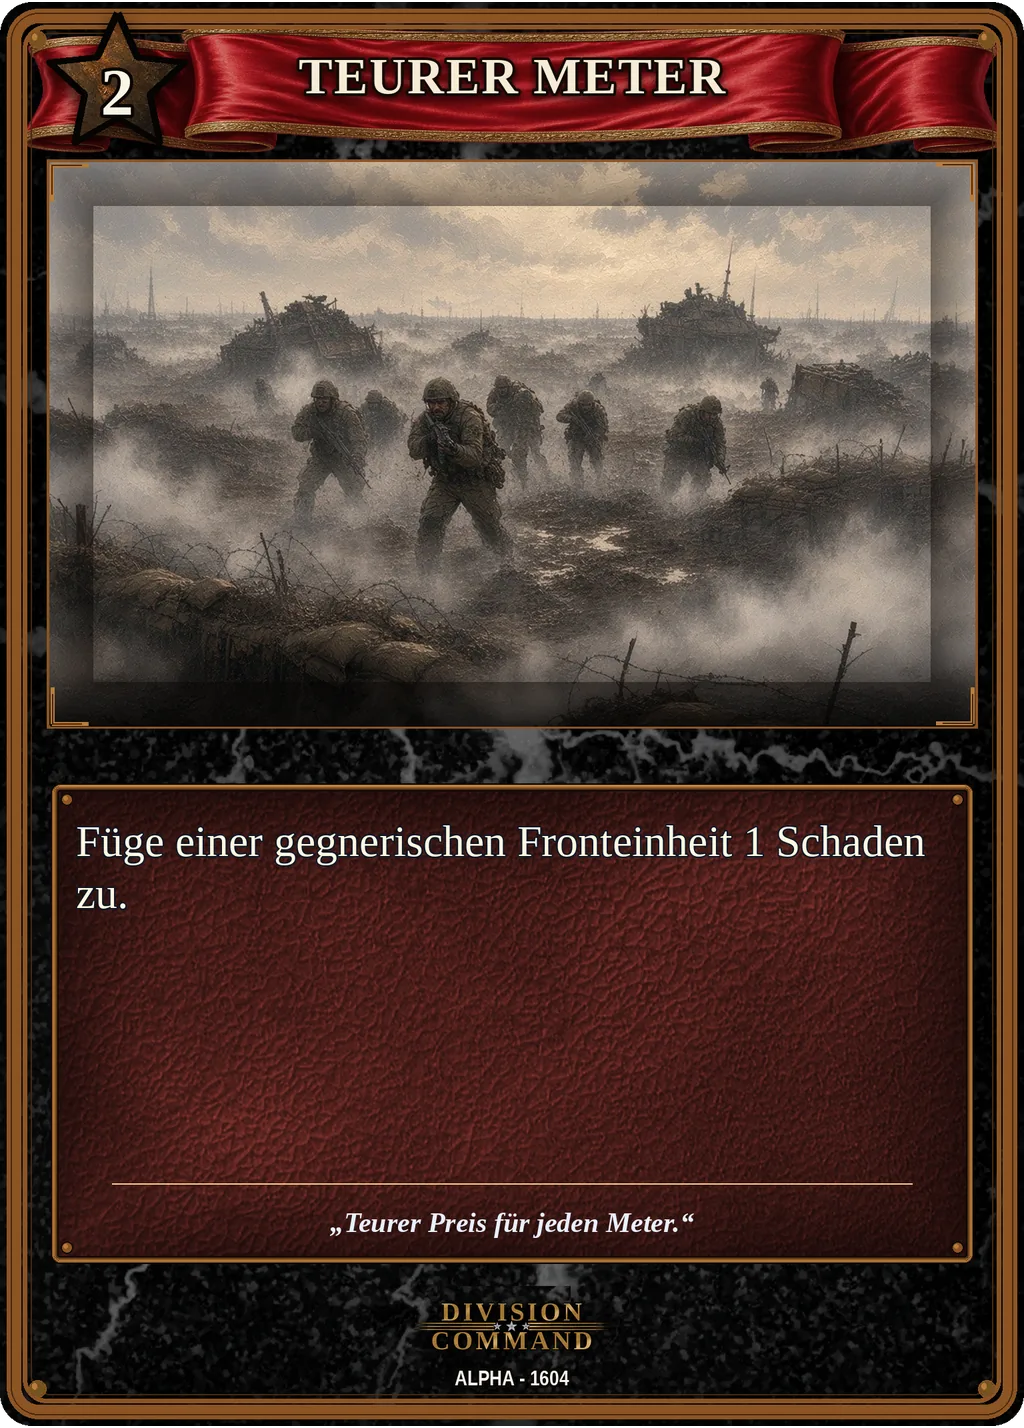 2
TEURER METER
Füge einer gegnerischen Fronteinheit 1 Schaden
zu.
„Teurer Preis für jeden Meter.“
DIVISION
COMMAND
ALPHA - 1604